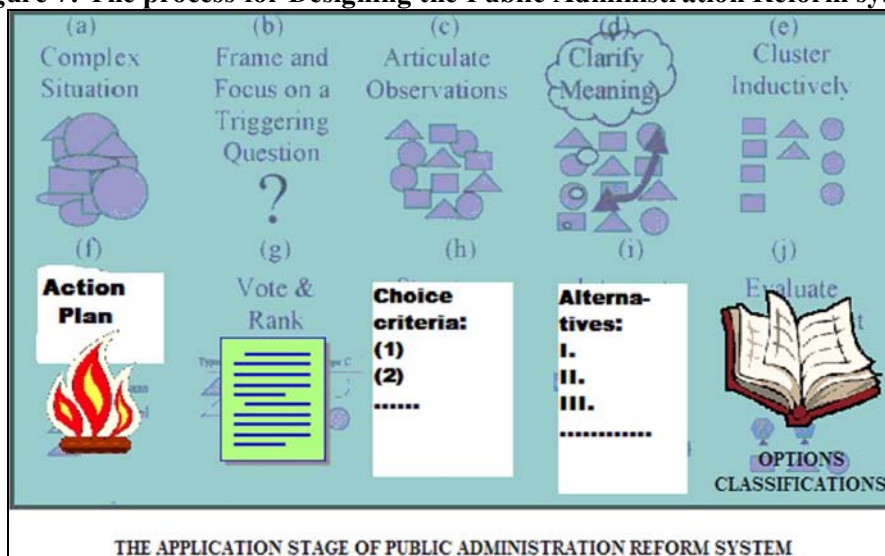 gure 7. The process for Designing the Public Administration Reform sys
(a)
Complex
Situation
(b)
Frame and
Focus on a
Triggering
Question
?
(c)
Articulate
Observations
(d)
Clarify
Meaning
(e)
Cluster
Inductively
(f)
Action
Plan
(g)
Vote &
Rank
(h)
Choice
criteria:
(1)
(2)
......
(i)
Alterna-
tives:
I.
II.
III.
............
(j)
Evaluate
OPTIONS
CLASSIFICATIONS
THE APPLICATION STAGE OF PUBLIC ADMINISTRATION REFORM SYSTEM